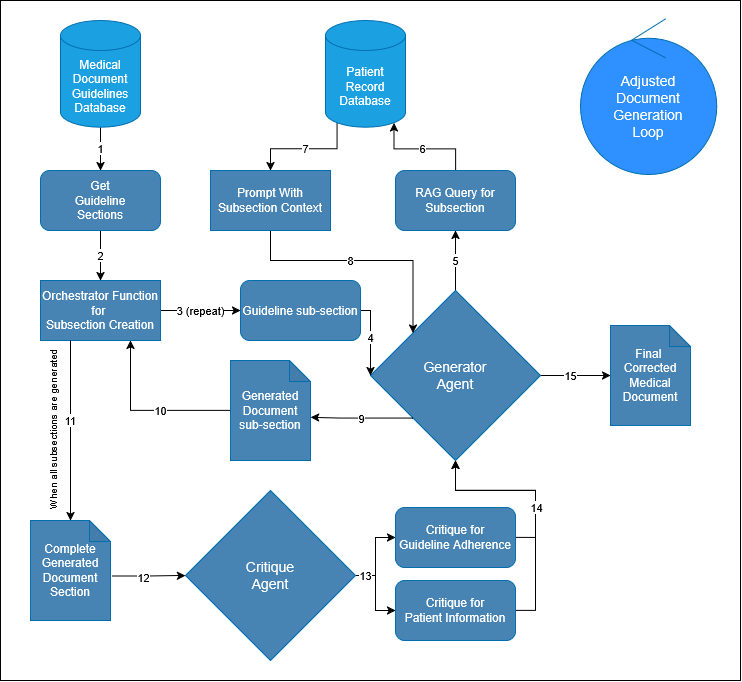 Medical
Document
Guidelines
Database
Patient
Record
Database
Adjusted
Document
Generation
Loop
1
7
6
Get
Guideline
Sections
Prompt With
Subsection Context
RAG Query for
Subsection
2
8
5
Orchestrator Function
for
Subsection Creation
3 (repeat)
Guideline sub-section
4
Generator
Agent
15
Final
Corrected
Medical
Document
When all subsections are generated
11
10
Generated
Document
sub-section
9
14
Complete
Generated
Document
Section
12
Critique
Agent
13
Critique for
Guideline Adherence
Critique for
Patient Information